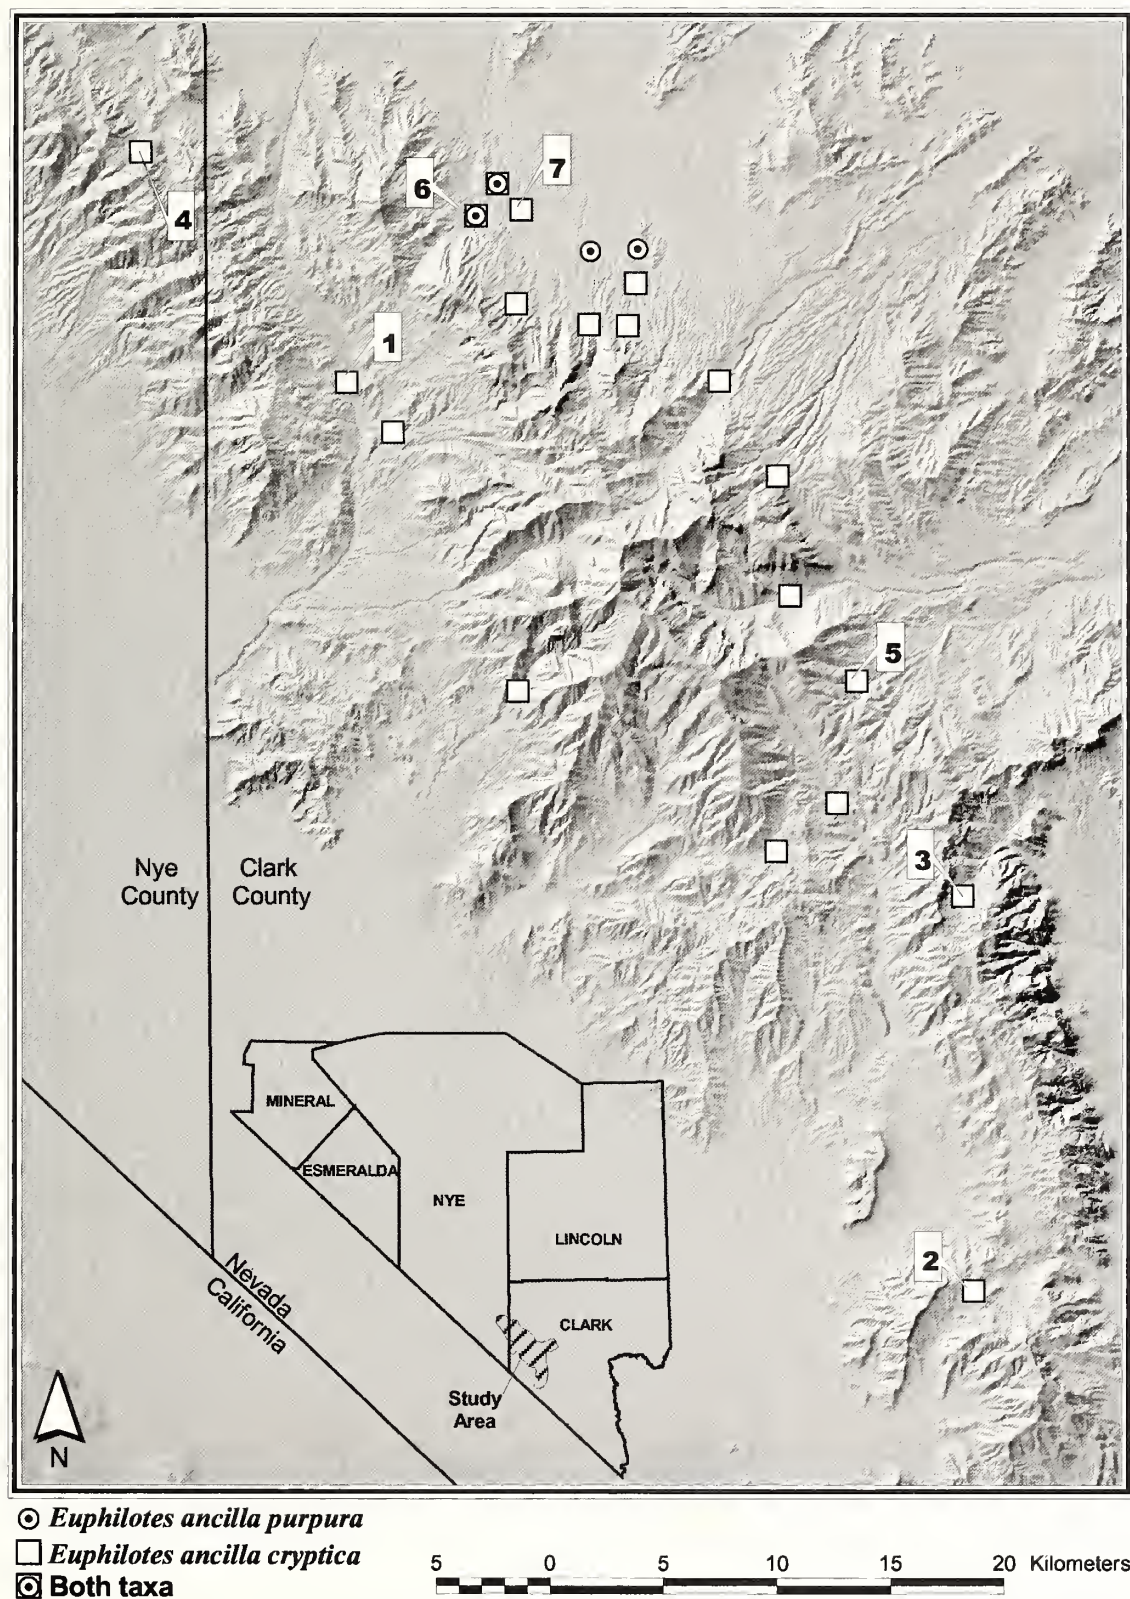 4
6
7
1
5
3
2
Nye
County
Clark
County
MINERAL
ESMERALDA
NYE
LINCOLN
CLARK
Study
Area
Nevada
California
N
Euphilotes ancilla purpura
Euphilotes ancilla cryptica
Both taxa
5 0 5 10 15 20 Kilometers